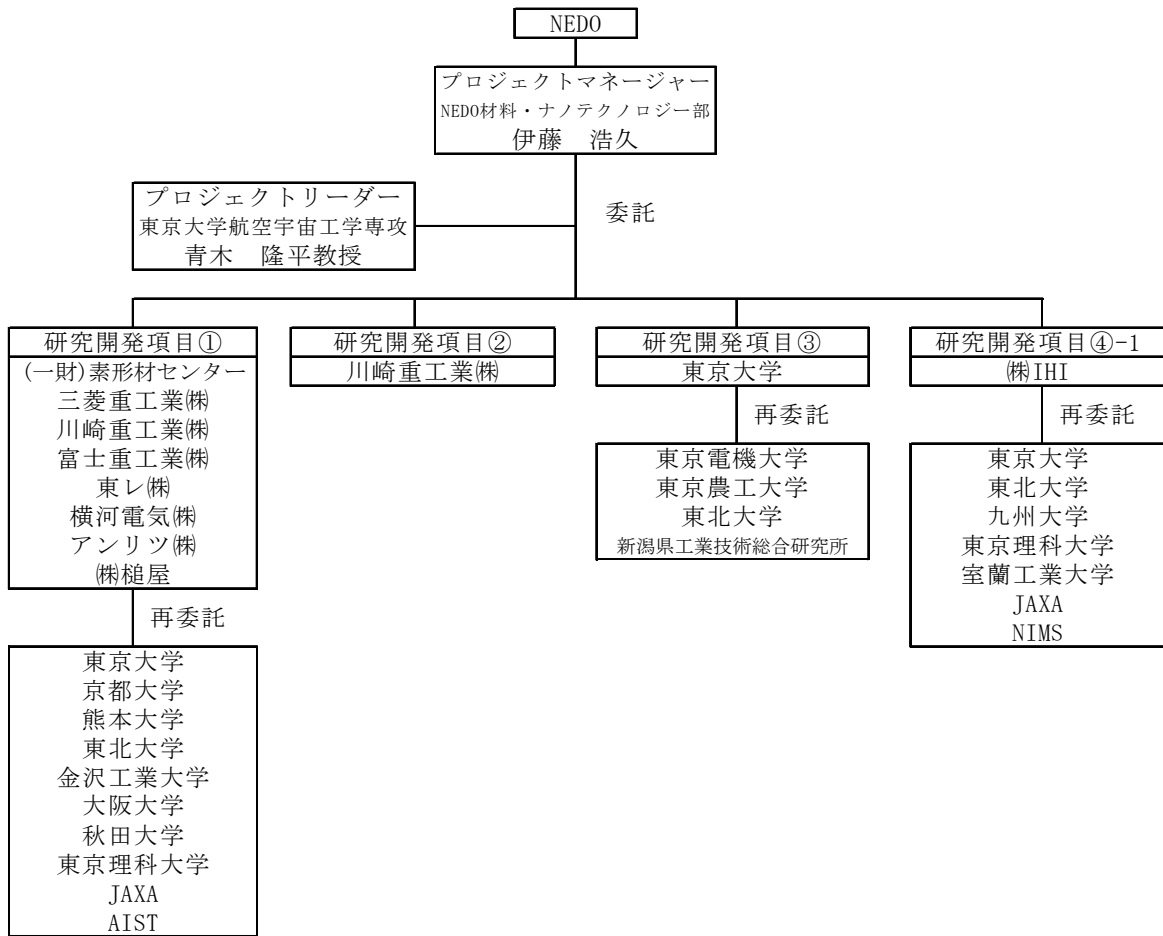 NEDO
プロジェクトマネージャー
NEDO材料・ナノテクノロジー部
伊藤　浩久
プロジェクトリーダー
東京大学航空宇宙工学専攻
青木　隆平教授
委託
研究開発項目①
(一財)素形材センター
三菱重工業㈱
川崎重工業㈱
富士重工業㈱
東レ㈱
横河電気㈱
アンリツ㈱
㈱槌屋
再委託
東京大学
京都大学
熊本大学
東北大学
金沢工業大学
大阪大学
秋田大学
東京理科大学
JAXA
AIST
研究開発項目②
川崎重工業㈱
研究開発項目③
東京大学
再委託
東京電機大学
東京農工大学
東北大学
新潟県工業技術総合研究所
研究開発項目④-1
㈱IHI
再委託
東京大学
東北大学
九州大学
東京理科大学
室蘭工業大学
JAXA
NIMS